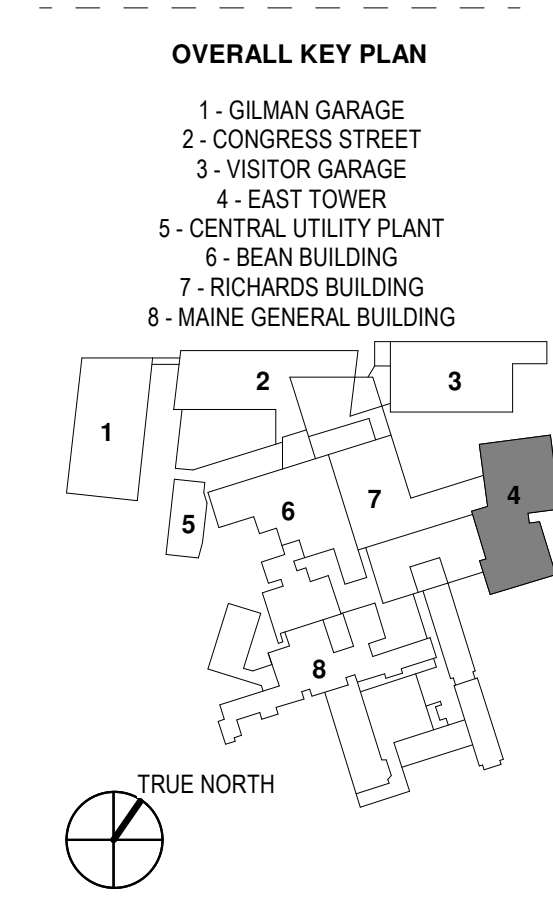 OVERALL KEY PLAN
1 - GILMAN GARAGE
2 - CONGRESS STREET
3 - VISITOR GARAGE
4 - EAST TOWER
5 - CENTRAL UTILITY PLANT
6 - BEAN BUILDING
7 - RICHARDS BUILDING
8 - MAINE GENERAL BUILDING
2
3
1
4
7
6
5
8
TRUE NORTH